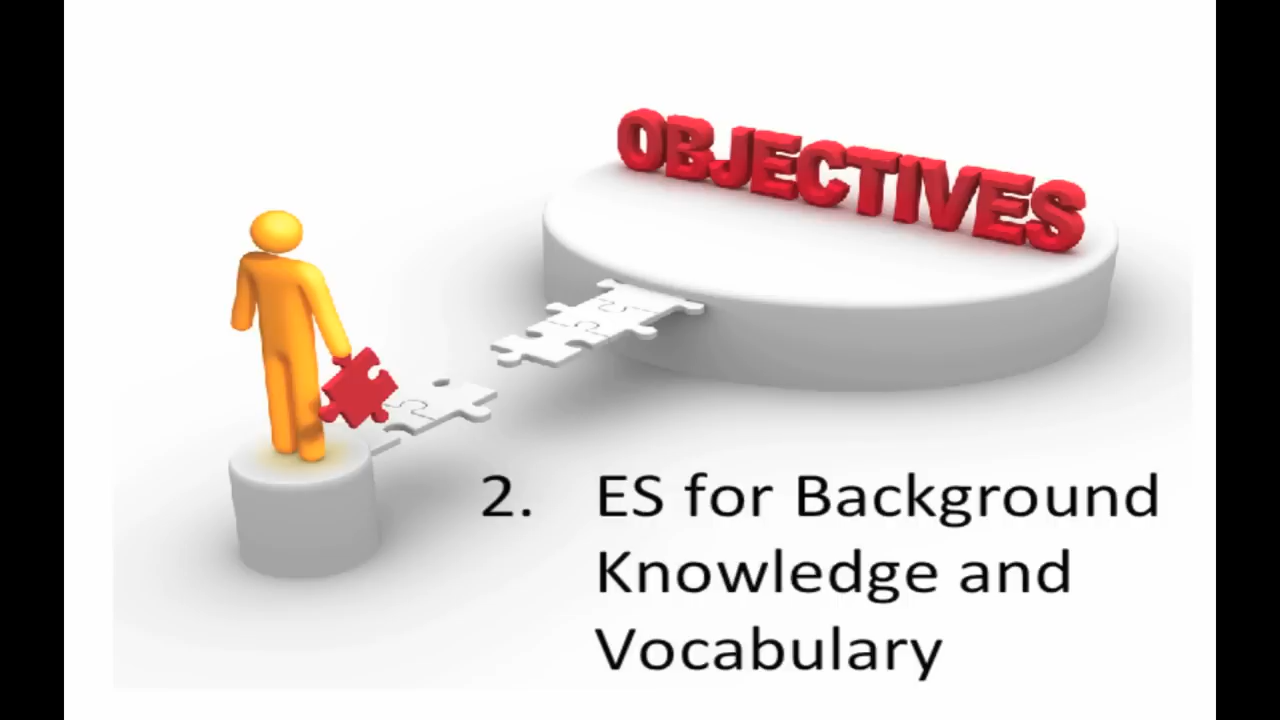 OBJECTIVES
2. ES for Background
Knowledge and
Vocabulary